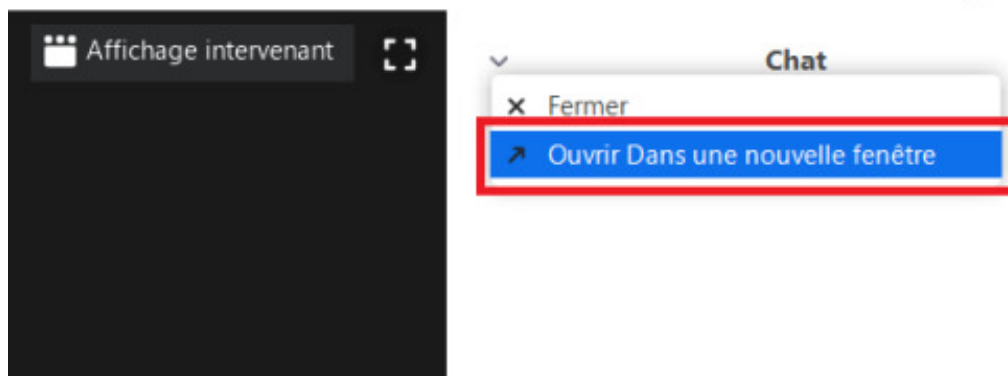 Affichage intervenant
Chat
Fermer
Ouvrir Dans une nouvelle fenêtre